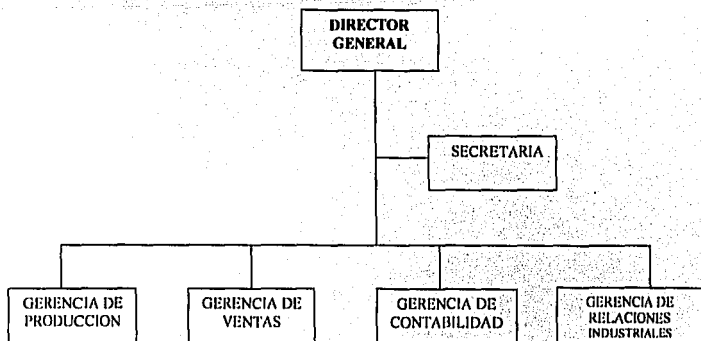 DIRECTOR
GENERAL
SECRETARIA
GERENCIA DE
PRODUCCION
GERENCIA DE
VENTAS
GERENCIA DE
CONTABILIDAD
GERENCIA DE
RELACIONES
INDUSTRIALES